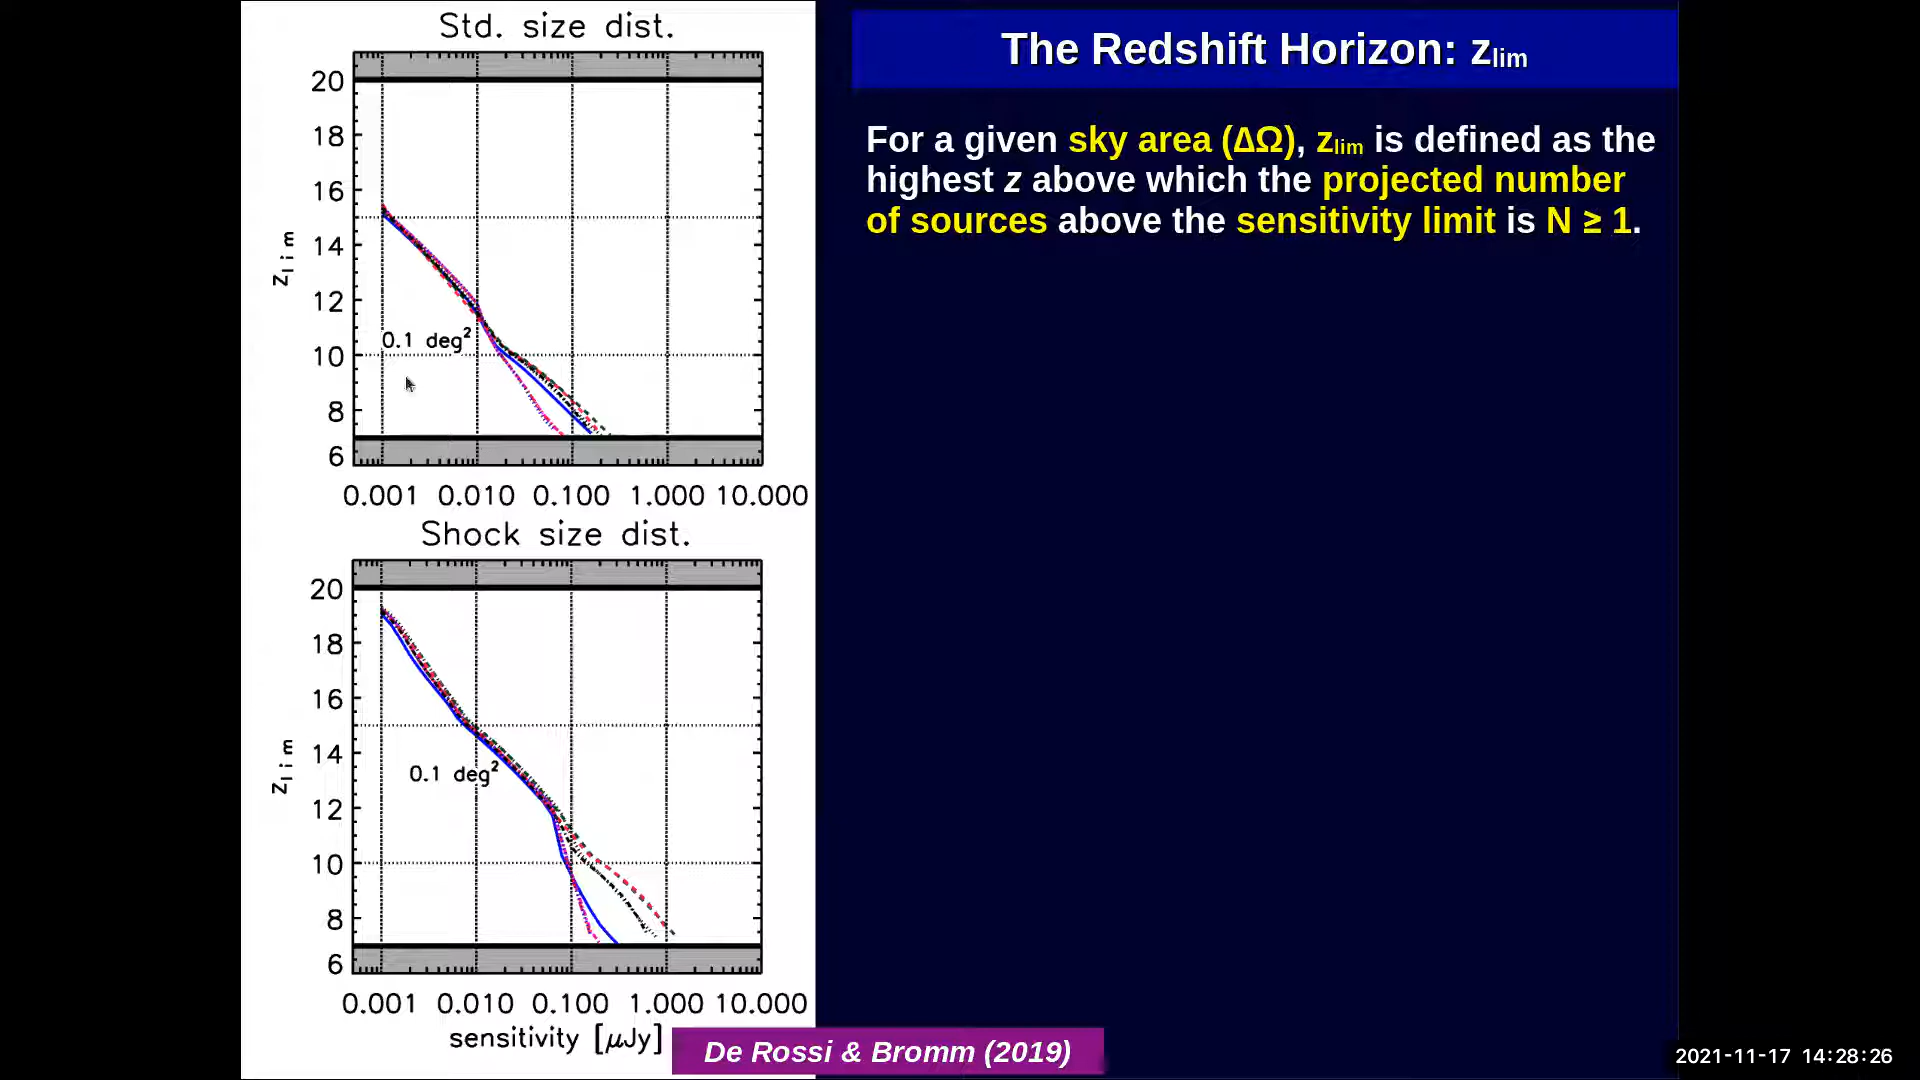 Std. size dist.
20
18
16
14
12
10
8
6
zlim
0.1 deg²
0.001 0.010 0.100 1.000 10.000
Shock size dist.
20
18
16
14
12
10
8
6
zlim
0.1 deg²
0.001 0.010 0.100 1.000 10.000
sensitivity [μJy]
The Redshift Horizon: zlim
For a given sky area (ΔΩ), zlim is defined as the
highest z above which the projected number
of sources above the sensitivity limit is N ≥ 1.
De Rossi & Bromm (2019)
2021-11-17 14:28:26